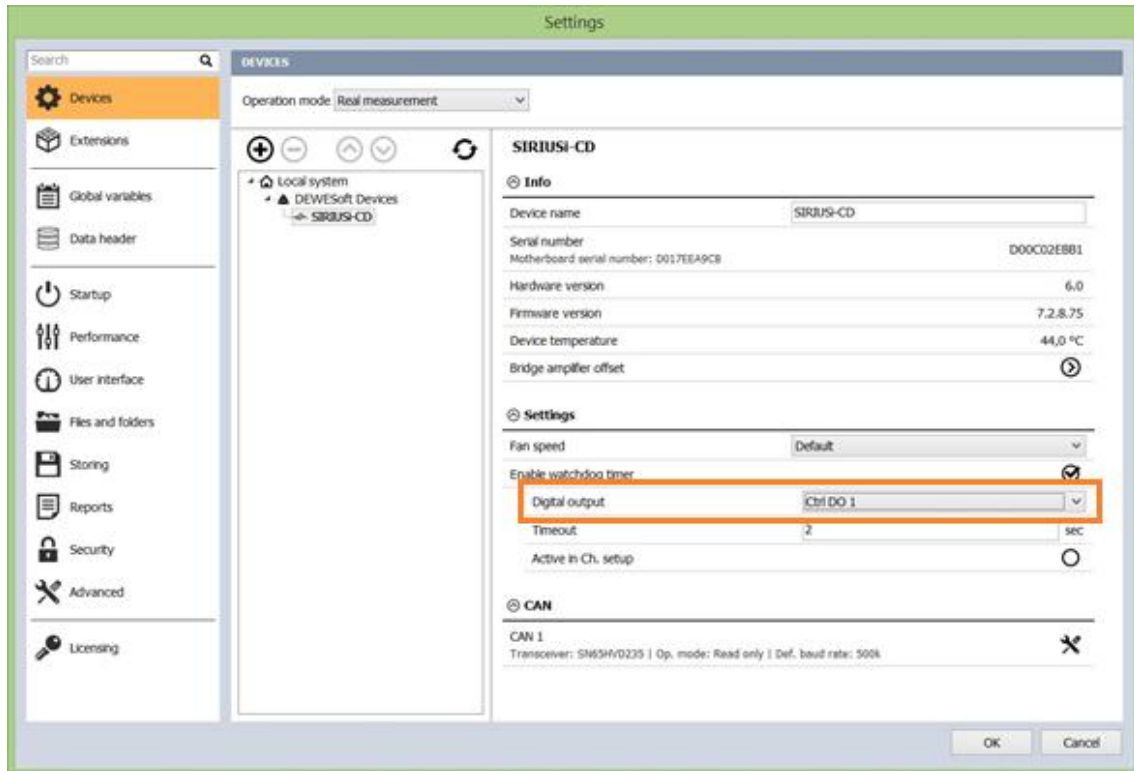 Settings
Search
Devices
Extensions
Global variables
Data header
Startup
Performance
User interface
Files and folders
Storing
Reports
Security
Advanced
Licensing
DEVICES
Operation mode Real measurement
Local system
DEWESoft Devices
SIRIUSi-CD
SIRIUSi-CD
Info
Device name SIRIUSi-CD
Serial number D00C02EBB1
Motherboard serial number: D017EEA9CB
Hardware version 6.0
Firmware version 7.2.8.75
Device temperature 44,0 °C
Bridge amplifier offset
Settings
Fan speed Default
Enable watchdog timer
Digital output Ctrl DO 1
Timeout 2 sec
Active in Ch. setup
CAN
CAN 1
Transceiver: SN65HVD235 | Op. mode: Read only | Def. baud rate: 500k
OK Cancel